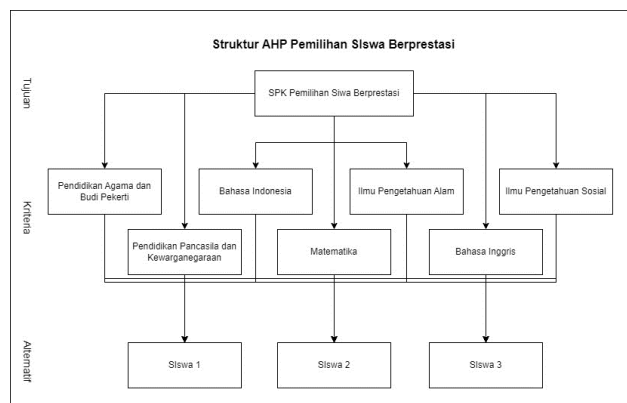 Struktur AHP Pemilihan SIswa Berprestasi
Tujuan
SPK Pemilihan Siwa Berprestasi
Kriteria
Pendidikan Agama dan
Budi Pekerti
Bahasa Indonesia
Ilmu Pengetahuan Alam
Ilmu Pengetahuan Sosial
Pendidikan Pancasila dan
Kewarganegaraan
Matematika
Bahasa Inggris
Alternatif
SIswa 1
SIswa 2
SIswa 3